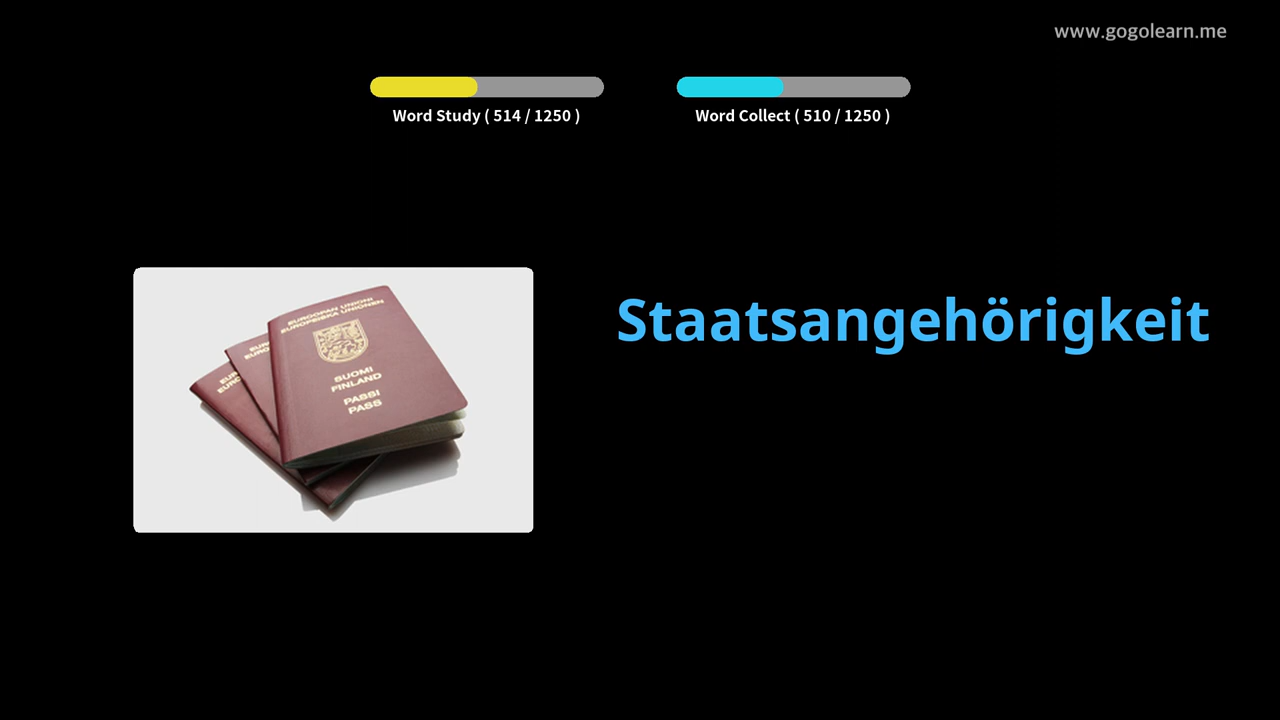 www.gogolearn.me
Word Study ( 514 / 1250 )
Word Collect ( 510 / 1250 )
Staatsangehörigkeit
EUROOPAN UNIONI
EUROPEISKA UNIONEN
SUOMI
FINLAND
PASSI
PASS